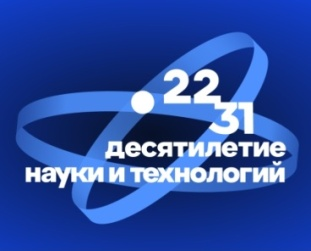 .22
31
десятилетие
науки и технологий